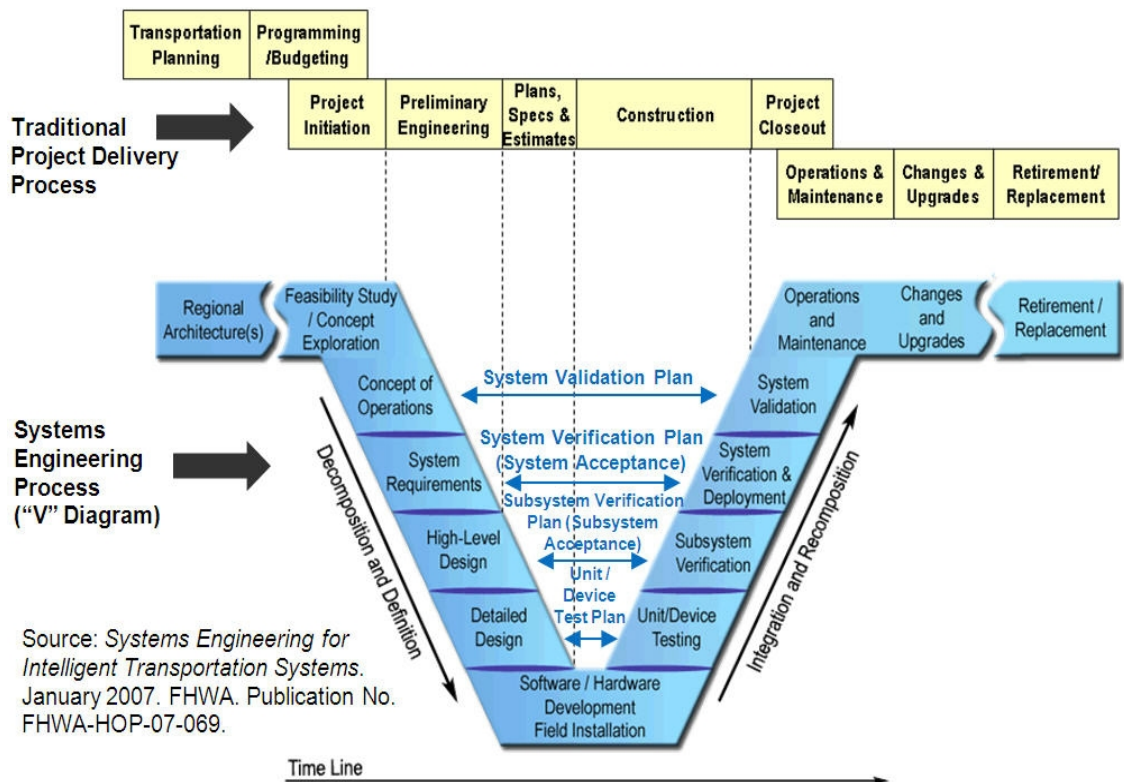 Transportation
Planning
Programming
/Budgeting
Project
Initiation
Preliminary
Engineering
Plans,
Specs &
Estimates
Construction
Project
Closeout
Operations &
Maintenance
Changes &
Upgrades
Retirement/
Replacement
Traditional
Project Delivery
Process
Regional
Architecture(s)
Feasibility Study
/ Concept
Exploration
Operations
and
Maintenance
Changes
and
Upgrades
Retirement /
Replacement
Concept of
Operations
System Validation Plan
System
Validation
Systems
Engineering
Process
("V" Diagram)
System
Requirements
System Verification Plan
(System Acceptance)
System
Verification &
Deployment
High-Level
Design
Subsystem Verification
Plan (Subsystem
Acceptance)
Subsystem
Verification
Detailed
Design
Unit /
Device
Test Plan
Unit/Device
Testing
Software / Hardware
Development
Field Installation
Decomposition and Definition
Integration and Recomposition
Source: Systems Engineering for
Intelligent Transportation Systems.
January 2007. FHWA. Publication No.
FHWA-HOP-07-069.
Time Line